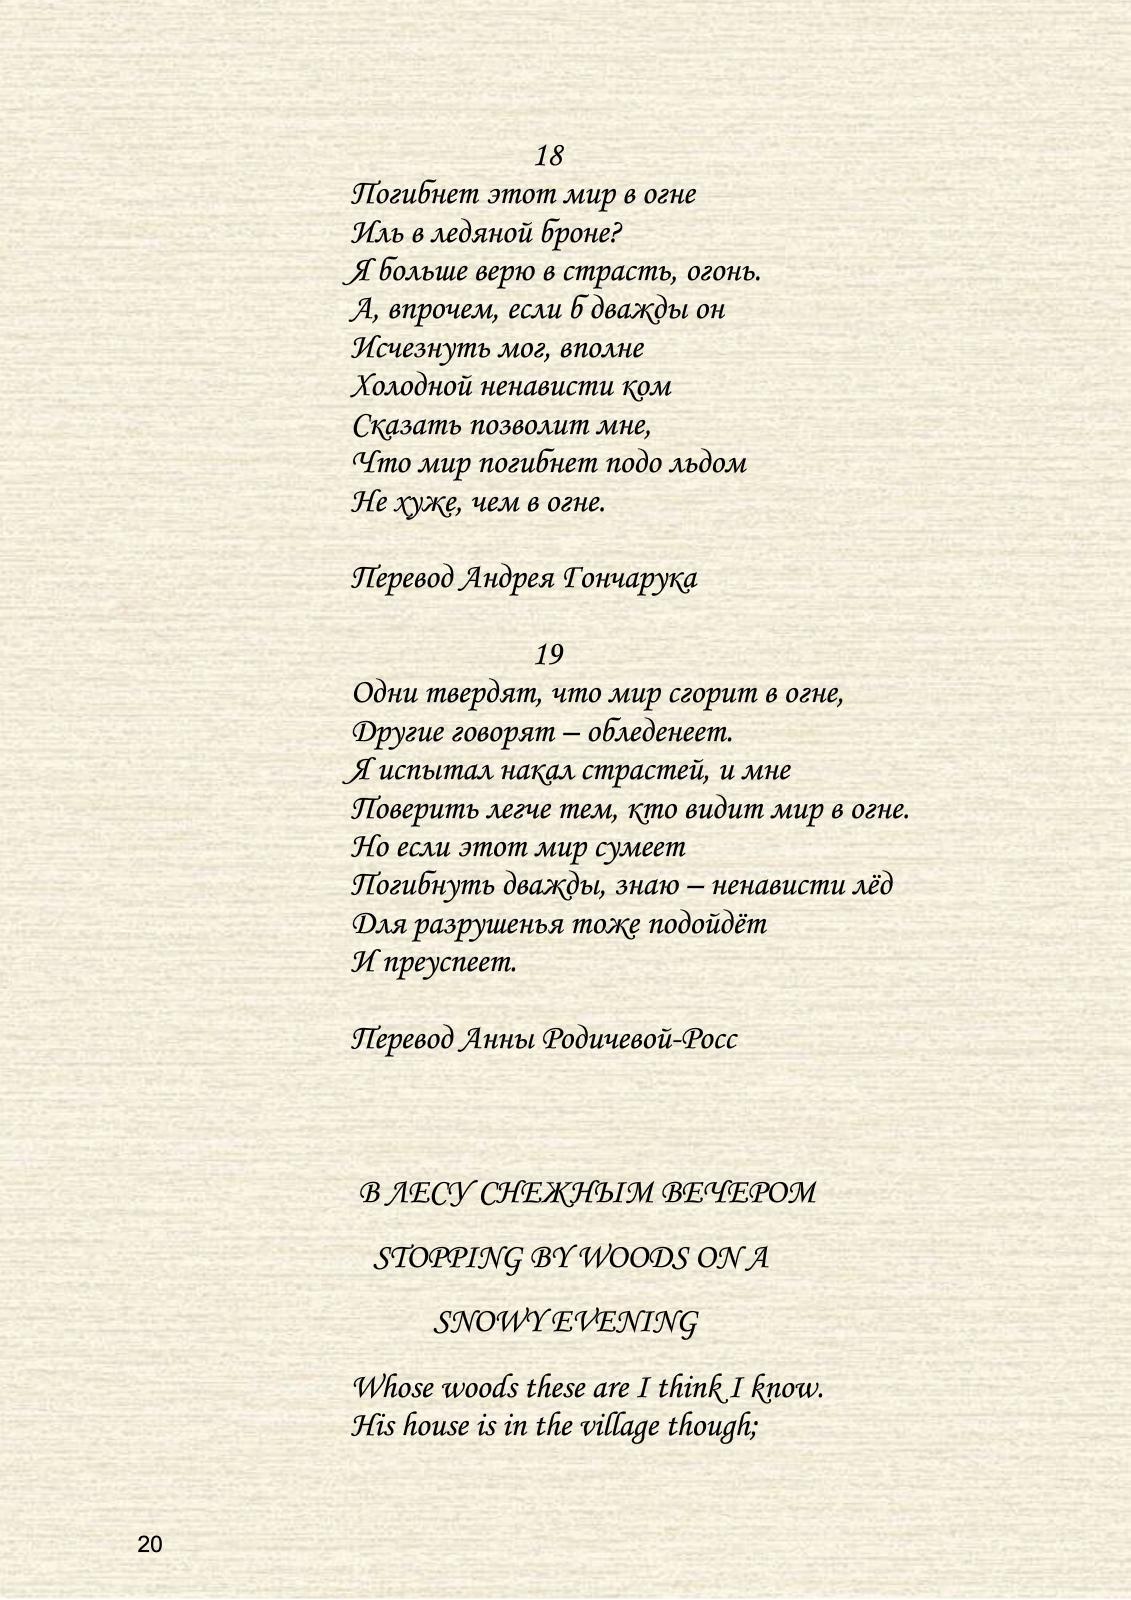 18
Погибнет этот мир в огне
Иль в ледяной броне?
Я больше верю в страсть, огонь.
А, впрочем, если б дважды он
Исчезнуть мог, вполне
Холодной ненависти ком
Сказать позволит мне,
Что мир погибнет подо льдом
Не хуже, чем в огне.
Перевод Андрея Гончарука
19
Одни твердят, что мир сгорит в огне,
Другие говорят – обледенеет.
Я испытал накал страстей, и мне
Поверить легче тем, кто видит мир в огне.
Но если этот мир сумеет
Погибнуть дважды, знаю – ненависти лёд
Для разрушенья тоже подойдёт
И преуспеет.
Перевод Анны Родичевой-Росс
В ЛЕСУ СНЕЖНЫМ ВЕЧЕРОМ
STOPPING BY WOODS ON A
SNOWY EVENING
Whose woods these are I think I know.
His house is in the village though;
20